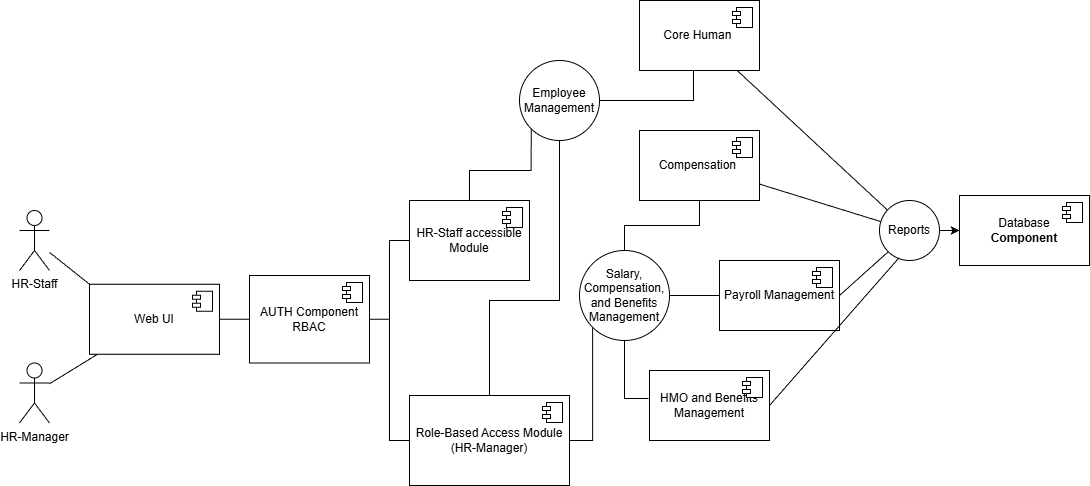 HR-Staff
HR-Manager
Web UI
AUTH Component
RBAC
HR-Staff accessible
Module
Role-Based Access Module
(HR-Manager)
Employee
Management
Salary,
Compensation,
and Benefits
Management
Core Human
Compensation
Payroll Management
HMO and Benefits
Management
Reports
Database
Component